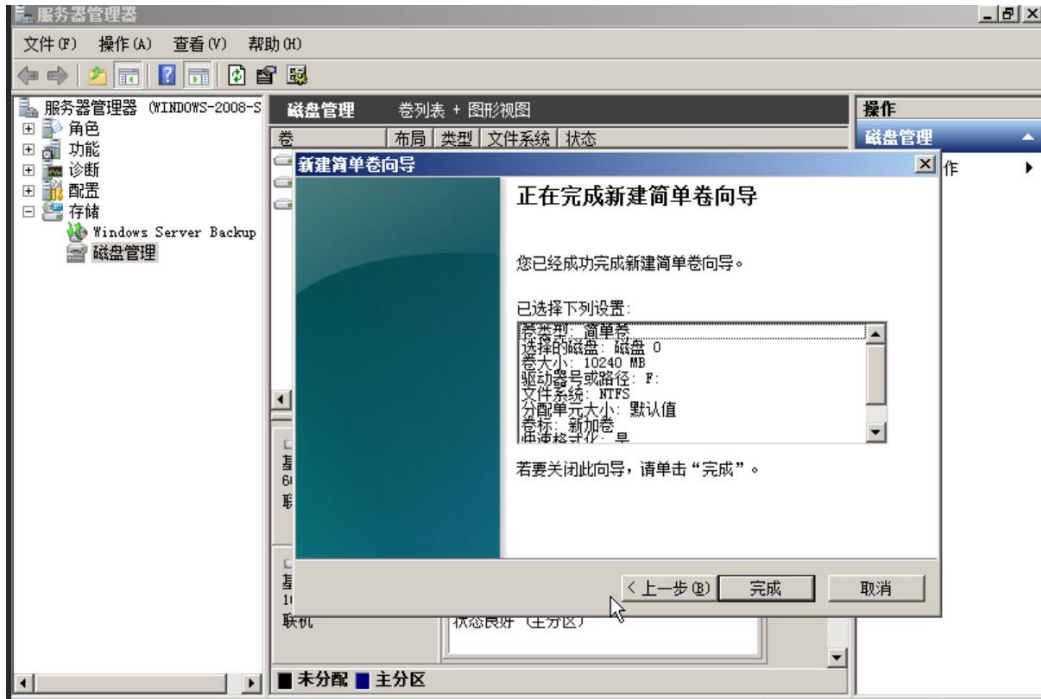 服务器管理器
文件(F) 操作(A) 查看(V) 帮助(H)
服务器管理器 (WINDOWS-2008-S
角色
功能
诊断
配置
存储
Windows Server Backup
磁盘管理
磁盘管理 卷列表 + 图形视图
卷 布局 类型 文件系统 状态
新建简单卷向导
正在完成新建简单卷向导
您已经成功完成新建简单卷向导。
已选择下列设置:
卷类型: 简单卷
选择的磁盘: 磁盘 0
卷大小: 10240 MB
驱动器号或路径: F:
文件系统: NTFS
分配单元大小: 默认值
卷标: 新加卷
快速格式化: 是
若要关闭此向导，请单击“完成”。
< 上一步(B) 完成 取消
基
联机
状态良好 (主分区)
未分配 主分区
操作
磁盘管理
作